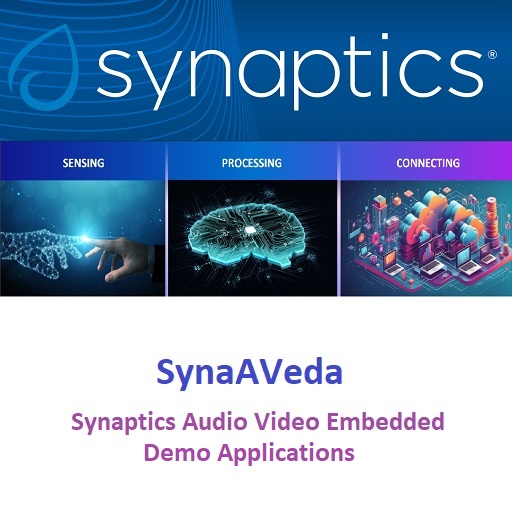 synaptics®
SENSING
PROCESSING
CONNECTING
SynaAVeda
Synaptics Audio Video Embedded
Demo Applications